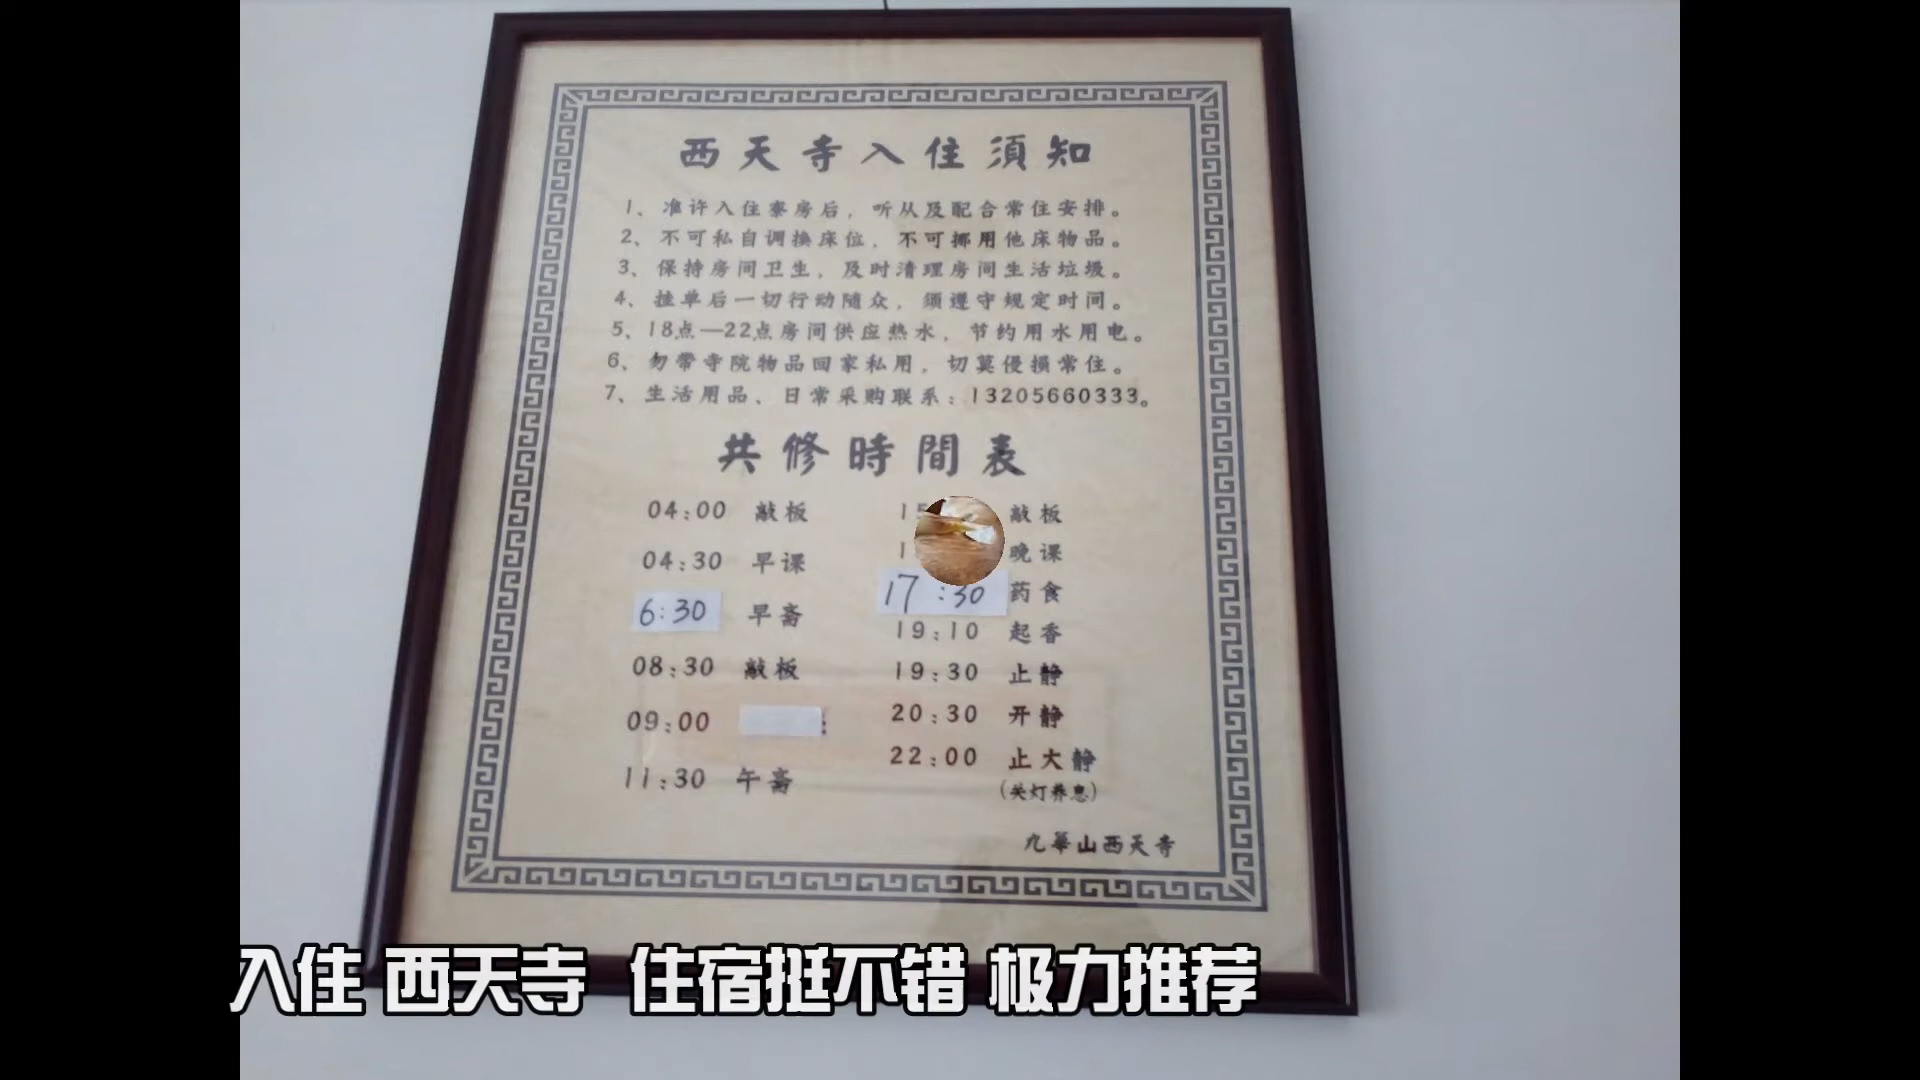 西天寺入住須知
1、准许入住寮房后，听从及配合常住安排。
2、不可私自调换床位，不可挪用他床物品。
3、保持房间卫生，及时清理房间生活垃圾。
4、挂单后一切行动随众，须遵守规定时间。
5、18点—22点房间供应热水，节约用水用电。
6、勿带寺院物品回家私用，切莫侵损常住。
7、生活用品、日常采购联系：13205660333。
共修時間表
04:00 敲板
04:30 早课
6:30 早斋
08:30 敲板
09:00
11:30 午斋
15 敲板
1 晚课
17:30 药食
19:10 起香
19:30 止静
20:30 开静
22:00 止大静
(关灯养息)
九華山西天寺
入住 西天寺 住宿挺不错 极力推荐